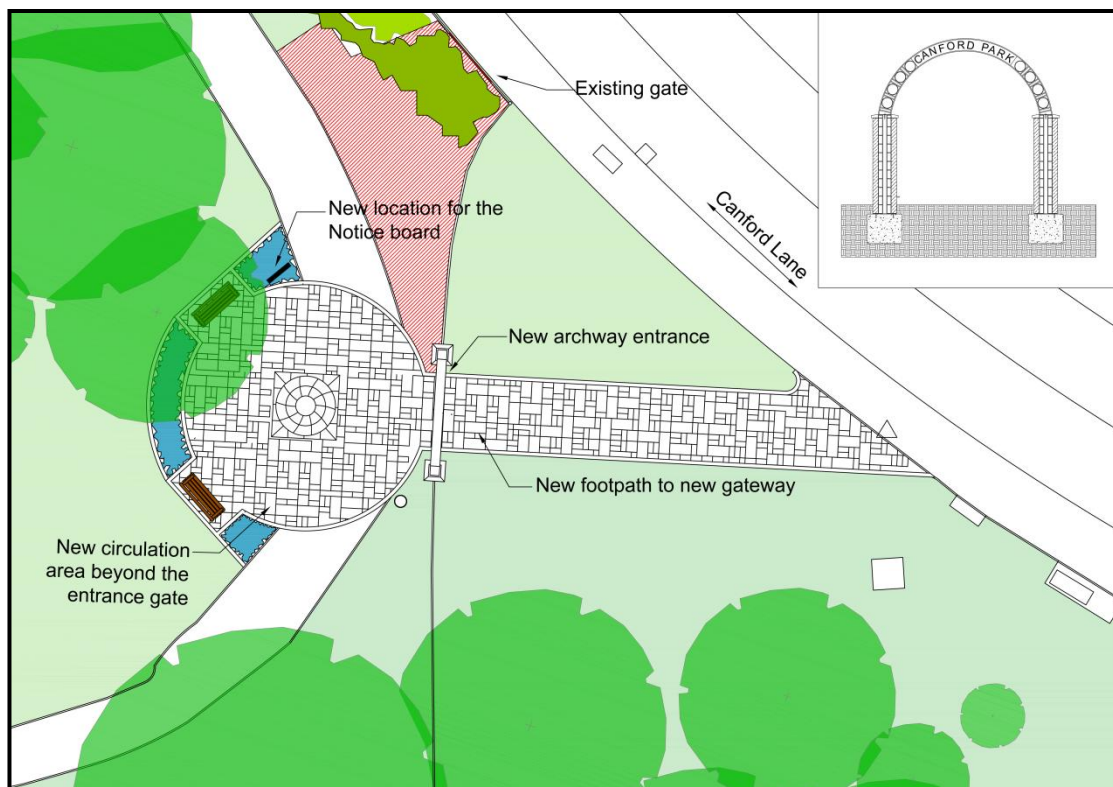 CANFORD PARK
Existing gate
New location for the
Notice board
Canford Lane
New archway entrance
New footpath to new gateway
New circulation
area beyond the
entrance gate